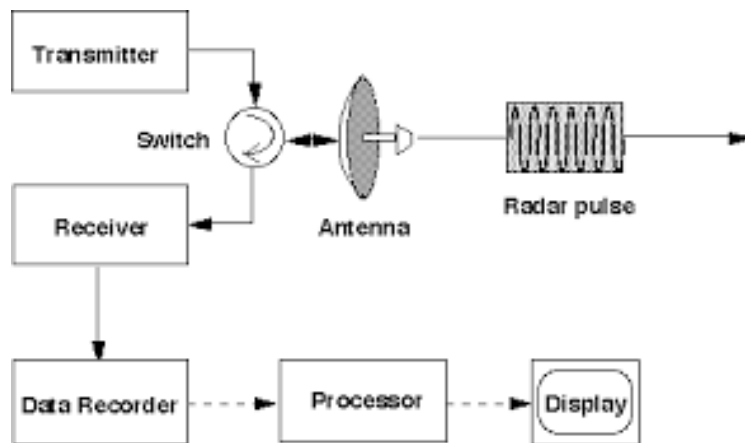 Transmitter
Switch
Receiver
Antenna
Radar pulse
Data Recorder
Processor
Display